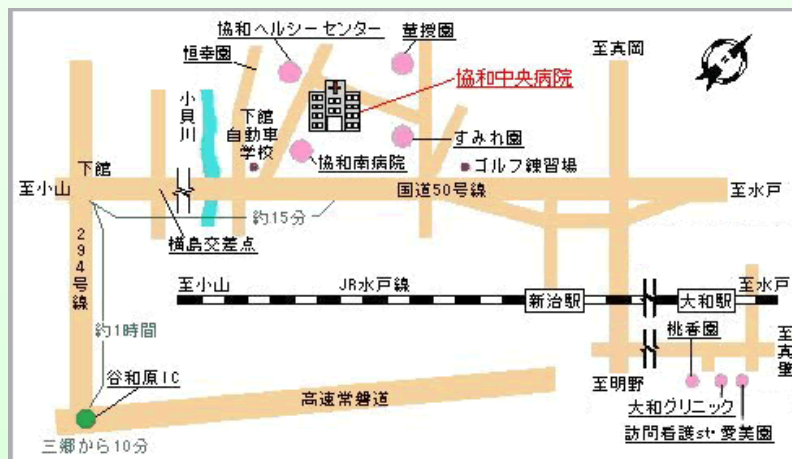 協和ヘルシーセンター
菫授園
恒幸園
至真岡
協和中央病院
小貝川
下館
自動車
学校
すみれ園
協和南病院
ゴルフ練習場
下館
至小山
国道50号線
至水戸
約15分
横島交差点
294号線
至小山
JR水戸線
新治駅
大和駅
至水戸
約1時間
桃香園
至真壁
谷和原IC
高速常磐道
至明野
大和クリニック
訪問看護st・愛美園
三郷から10分